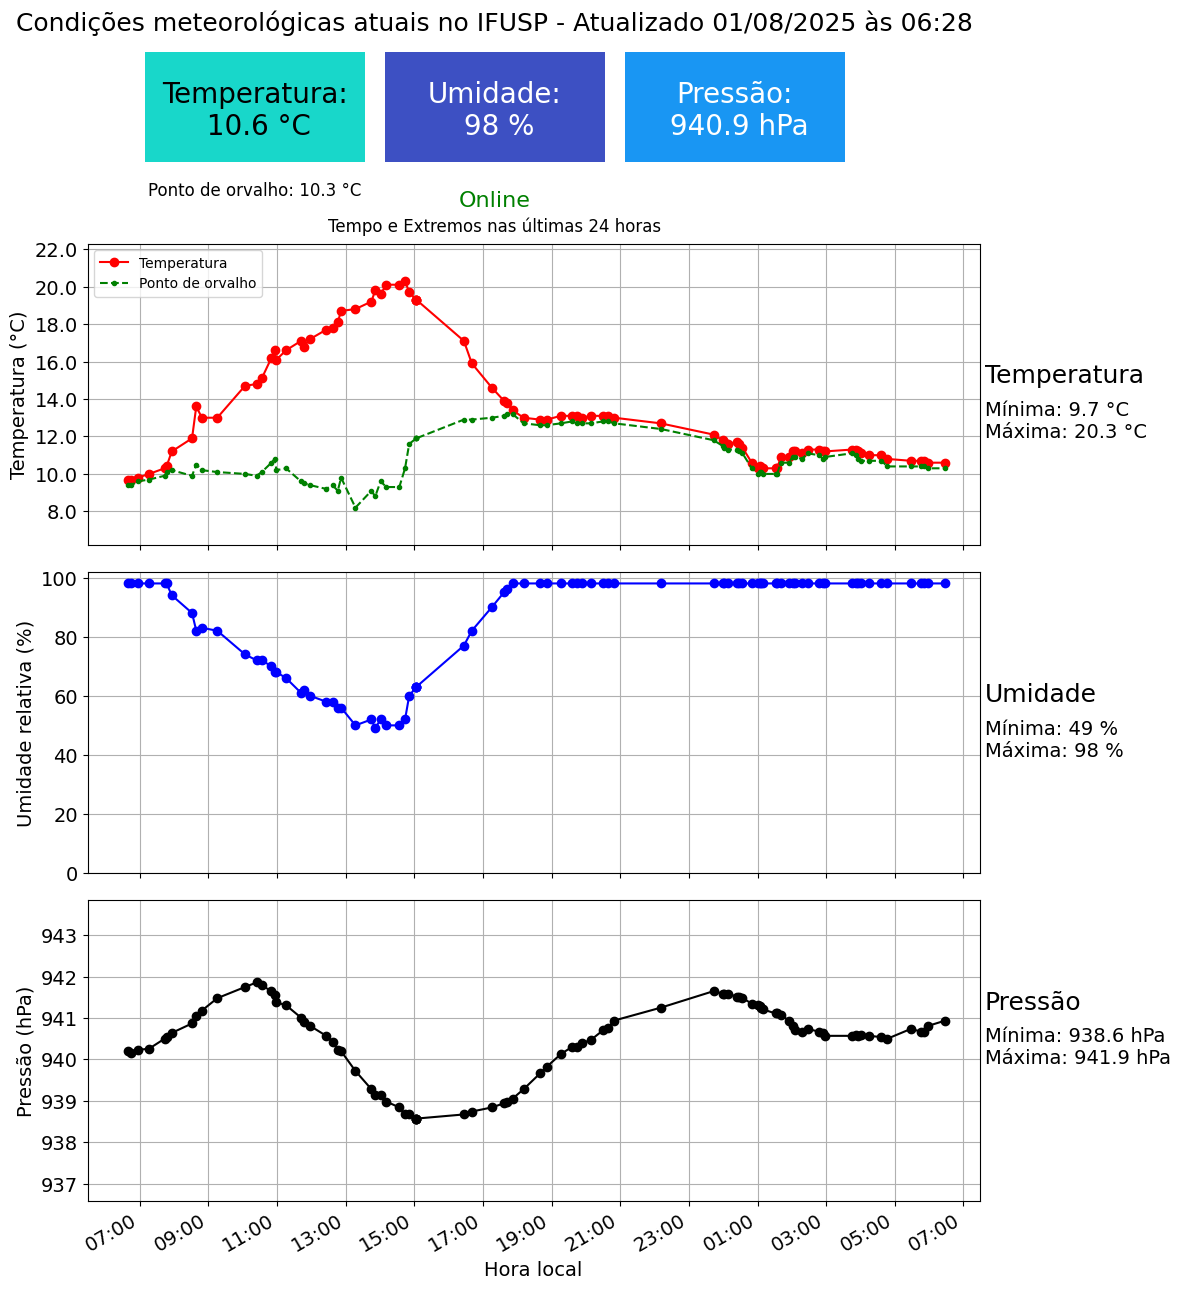 Condições meteorológicas atuais no IFUSP - Atualizado 01/08/2025 às 06:28
Temperatura:
10.6 °C
Umidade:
98 %
Pressão:
940.9 hPa
Ponto de orvalho: 10.3 °C
Online
Tempo e Extremos nas últimas 24 horas
Temperatura (°C)
22.0
20.0
18.0
16.0
14.0
12.0
10.0
8.0
Temperatura
Ponto de orvalho
Temperatura
Mínima: 9.7 °C
Máxima: 20.3 °C
Umidade relativa (%)
100
80
60
40
20
0
Umidade
Mínima: 49 %
Máxima: 98 %
Pressão (hPa)
943
942
941
940
939
938
937
Pressão
Mínima: 938.6 hPa
Máxima: 941.9 hPa
07:00
09:00
11:00
13:00
15:00
17:00
19:00
21:00
23:00
01:00
03:00
05:00
07:00
Hora local